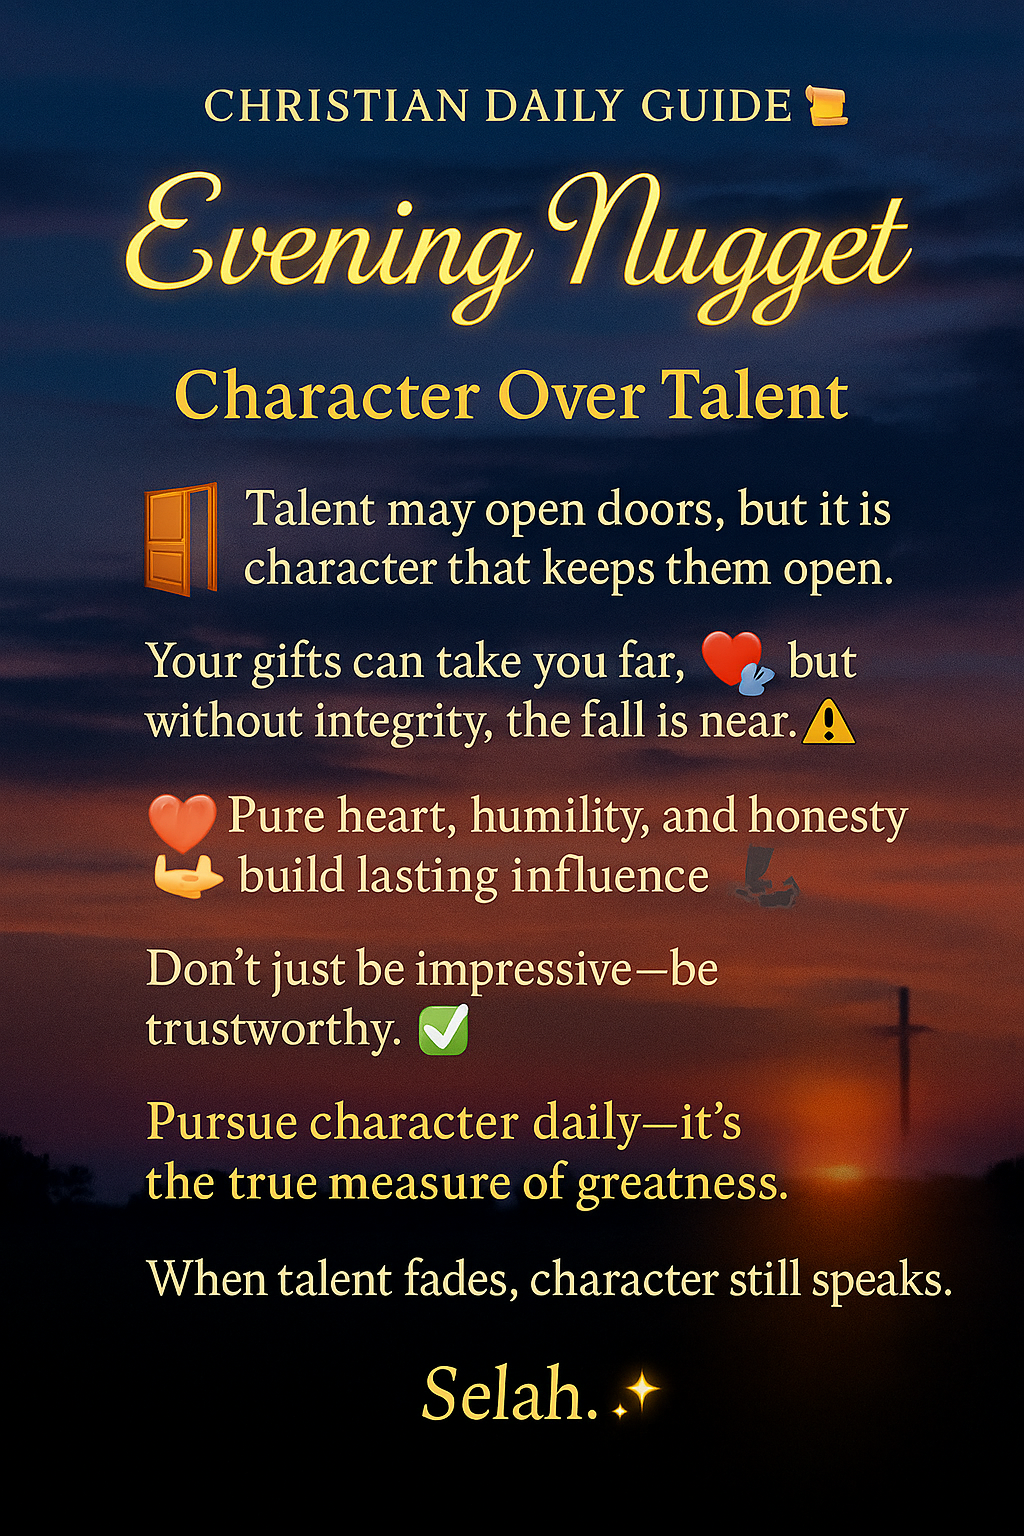 CHRISTIAN DAILY GUIDE
Evening Nugget
Character Over Talent
Talent may open doors, but it is
character that keeps them open.
Your gifts can take you far, but
without integrity, the fall is near.
Pure heart, humility, and honesty
build lasting influence
Don’t just be impressive—be
trustworthy.
Pursue character daily—it’s
the true measure of greatness.
When talent fades, character still speaks.
Selah.